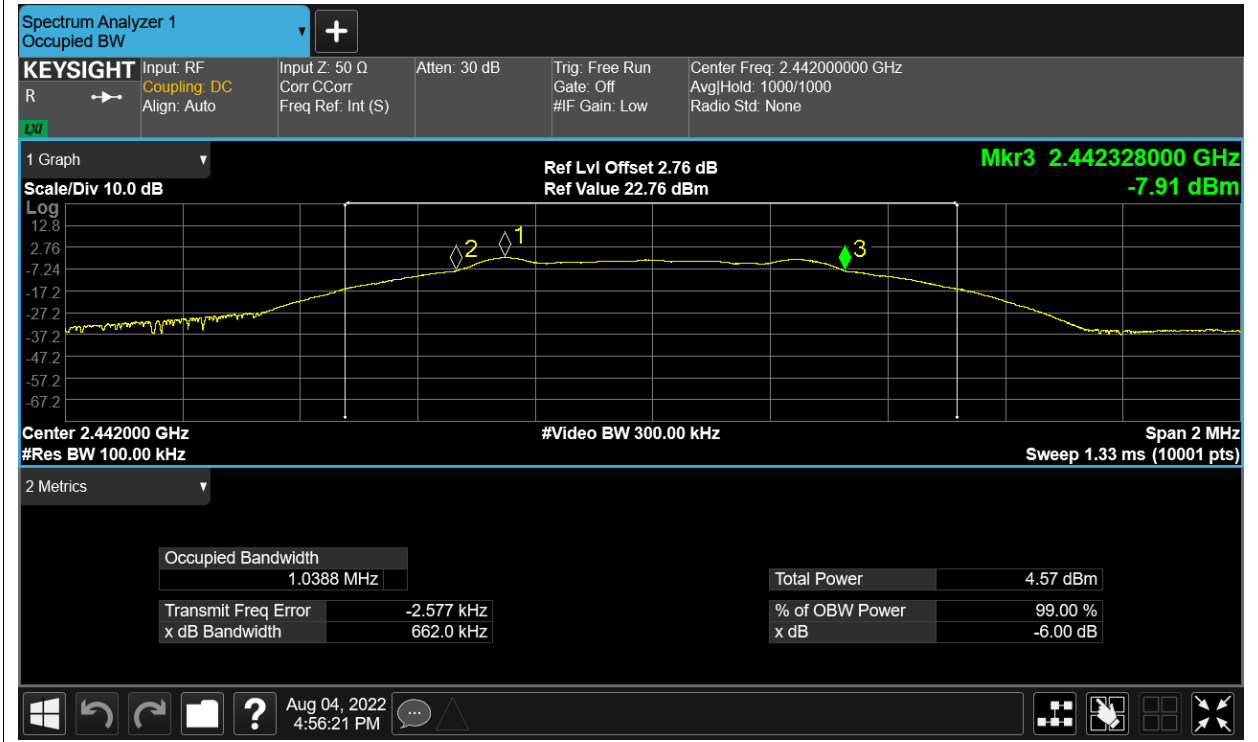 Spectrum Analyzer 1
Occupied BW
KEYSIGHT
R
LXI
Input: RF
Coupling: DC
Align: Auto
Input Z: 50 Ω
Corr CCorr
Freq Ref: Int (S)
Atten: 30 dB
Trig: Free Run
Gate: Off
#IF Gain: Low
Center Freq: 2.442000000 GHz
Avg|Hold: 1000/1000
Radio Std: None
1 Graph
Scale/Div 10.0 dB
Ref Lvl Offset 2.76 dB
Ref Value 22.76 dBm
Mkr3 2.442328000 GHz
-7.91 dBm
Log
12.8
2.76
-7.24
-17.2
-27.2
-37.2
-47.2
-57.2
-67.2
2
1
3
Center 2.442000 GHz
#Video BW 300.00 kHz
Span 2 MHz
#Res BW 100.00 kHz
Sweep 1.33 ms (10001 pts)
2 Metrics
Occupied Bandwidth
1.0388 MHz
Total Power 4.57 dBm
Transmit Freq Error -2.577 kHz
% of OBW Power 99.00 %
x dB Bandwidth 662.0 kHz
x dB -6.00 dB
?
Aug 04, 2022
4:56:21 PM